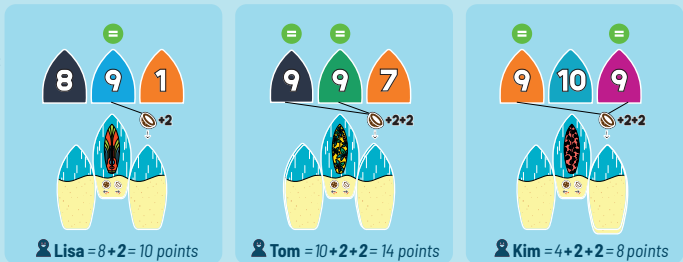 = = = = =
8 9 1 9 9 7 9 10 9
+2 +2+2 +2+2
Lisa =8+2= 10 points Tom =10+2+2= 14 points Kim =4+2+2= 8 points